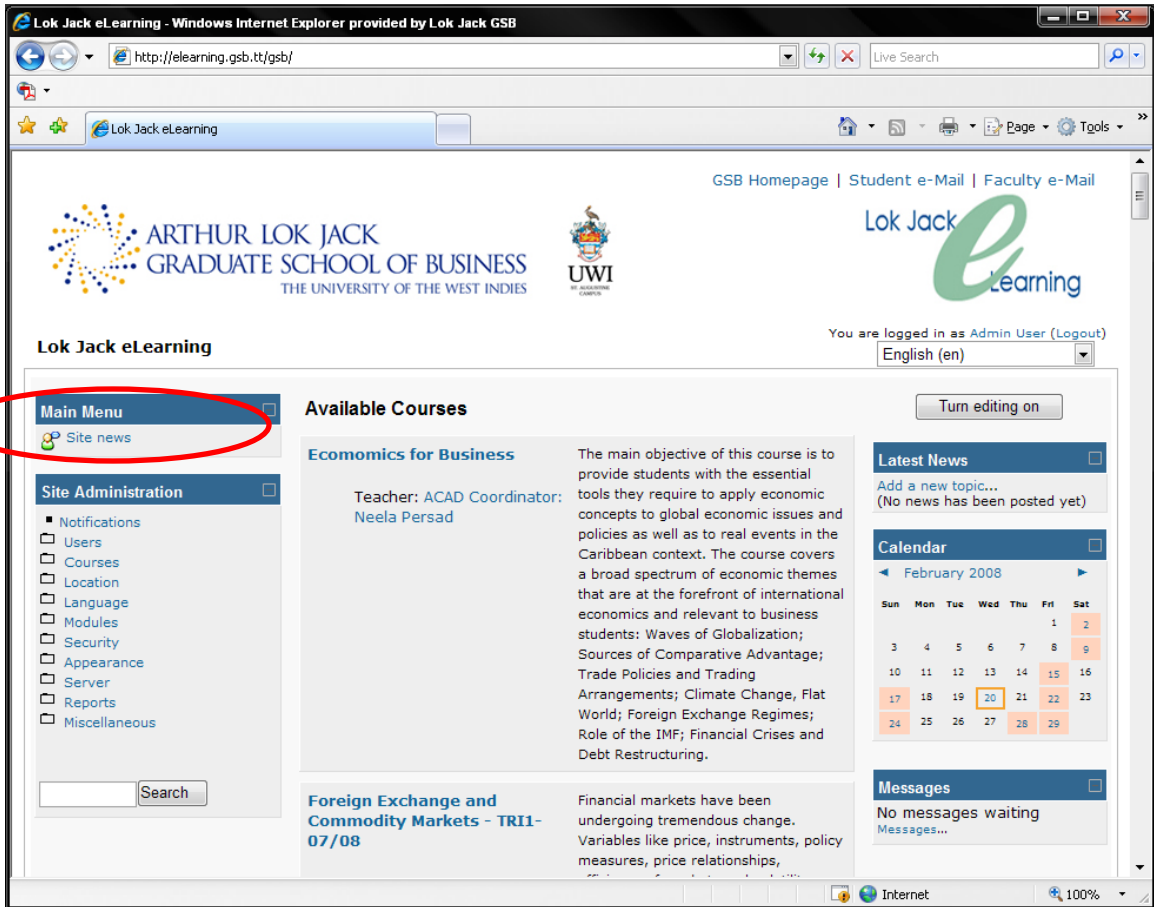 Lok Jack eLearning - Windows Internet Explorer provided by Lok Jack GSB
http://elearning.gsb.tt/gsb/
Live Search
Lok Jack eLearning
Page
Tools
»
GSB Homepage | Student e-Mail | Faculty e-Mail
ARTHUR LOK JACK
GRADUATE SCHOOL OF BUSINESS
THE UNIVERSITY OF THE WEST INDIES
UWI
ST. AUGUSTINE
CAMPUS
Lok Jack
eLearning
You are logged in as Admin User (Logout)
Lok Jack eLearning
English (en)
Main Menu
Site news
Site Administration
Notifications
Users
Courses
Location
Language
Modules
Security
Appearance
Server
Reports
Miscellaneous
Search
Available Courses
Turn editing on
Ecomomics for Business
Teacher: ACAD Coordinator:
Neela Persad
The main objective of this course is to
provide students with the essential
tools they require to apply economic
concepts to global economic issues and
policies as well as to real events in the
Caribbean context. The course covers
a broad spectrum of economic themes
that are at the forefront of international
economics and relevant to business
students: Waves of Globalization;
Sources of Comparative Advantage;
Trade Policies and Trading
Arrangements; Climate Change, Flat
World; Foreign Exchange Regimes;
Role of the IMF; Financial Crises and
Debt Restructuring.
Foreign Exchange and
Commodity Markets - TRI1-
07/08
Financial markets have been
undergoing tremendous change.
Variables like price, instruments, policy
measures, price relationships,
Latest News
Add a new topic...
(No news has been posted yet)
Calendar
◄ February 2008 ►
Sun Mon Tue Wed Thu Fri Sat
1 2
3 4 5 6 7 8 9
10 11 12 13 14 15 16
17 18 19 20 21 22 23
24 25 26 27 28 29
Messages
No messages waiting
Messages...
Internet
100%